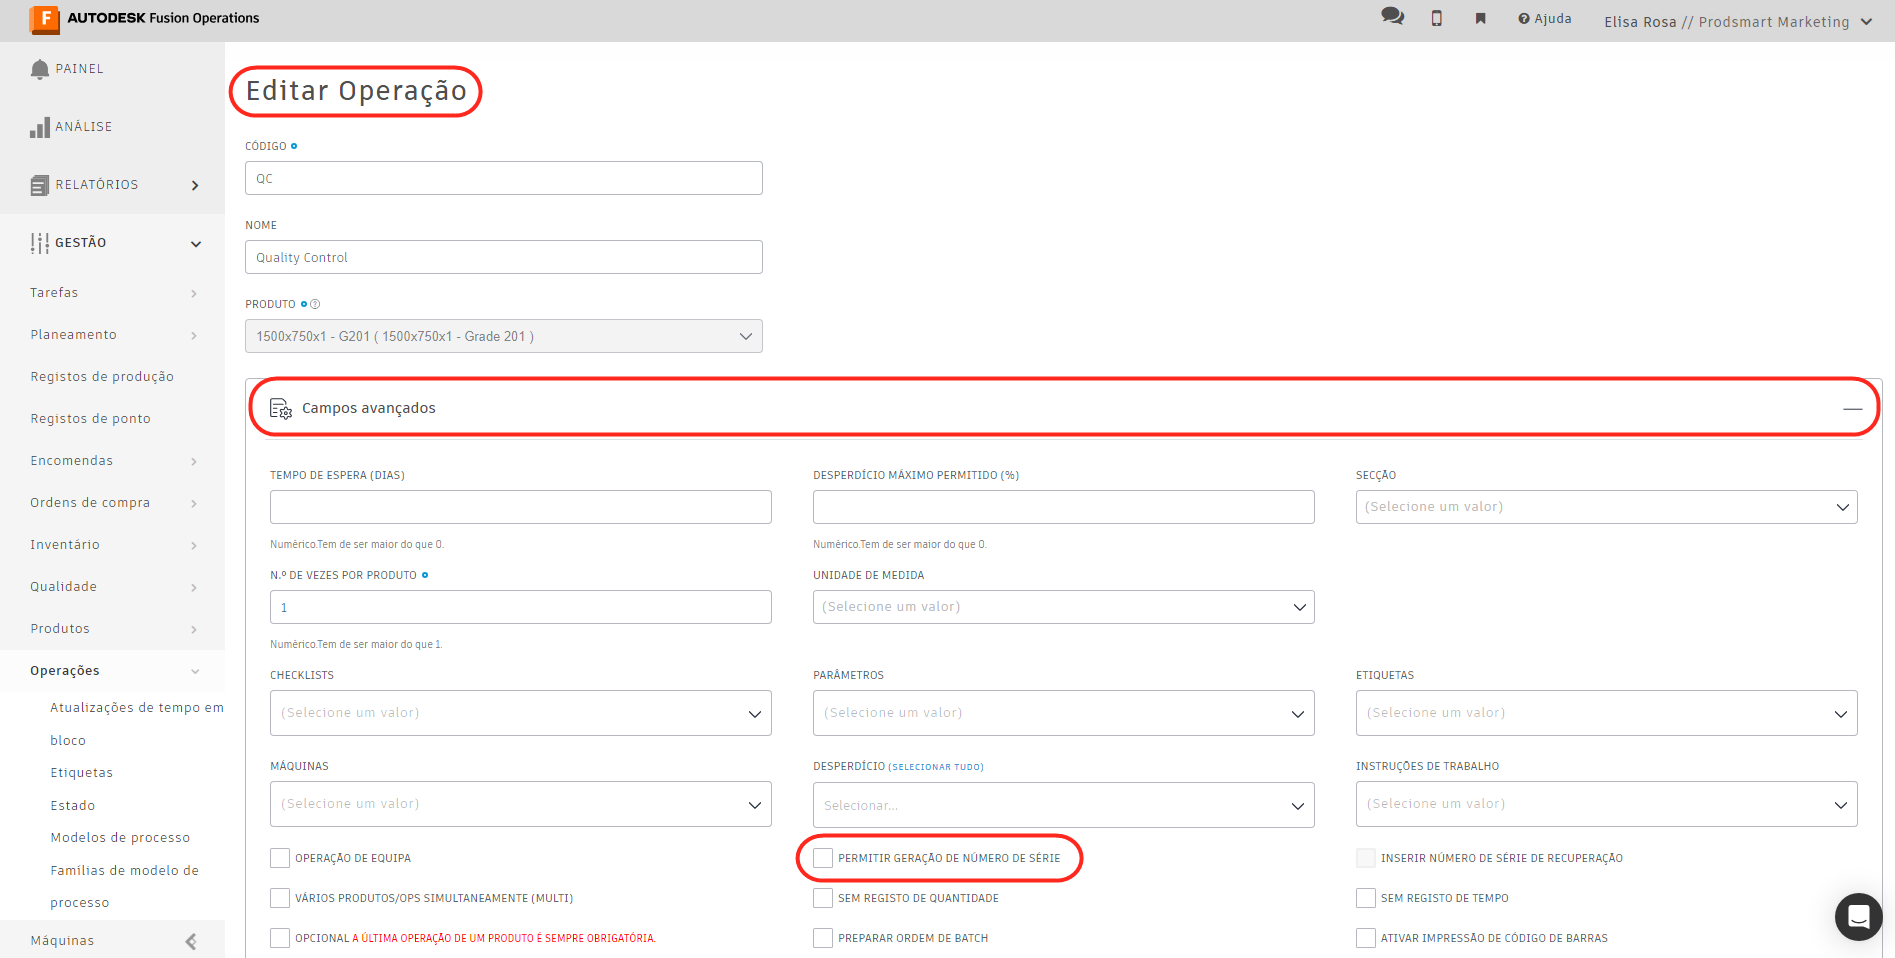 F AUTODESK Fusion Operations
Ajuda
Elisa Rosa // Prodsmart Marketing
PAINEL
ANÁLISE
RELATÓRIOS
GESTÃO
Tarefas
Planeamento
Registos de produção
Registos de ponto
Encomendas
Ordens de compra
Inventário
Qualidade
Produtos
Operações
Atualizações de tempo em
bloco
Etiquetas
Estado
Modelos de processo
Famílias de modelo de
processo
Máquinas
Editar Operação
CÓDIGO
QC
NOME
Quality Control
PRODUTO ?
1500x750x1 - G201 ( 1500x750x1 - Grade 201 )
Campos avançados
TEMPO DE ESPERA (DIAS)
Numérico.Tem de ser maior do que 0.
DESPERDÍCIO MÁXIMO PERMITIDO (%)
Numérico.Tem de ser maior do que 0.
SECÇÃO
(Selecione um valor)
N.º DE VEZES POR PRODUTO
1
Numérico.Tem de ser maior do que 1.
UNIDADE DE MEDIDA
(Selecione um valor)
CHECKLISTS
(Selecione um valor)
PARÂMETROS
(Selecione um valor)
ETIQUETAS
(Selecione um valor)
MÁQUINAS
(Selecione um valor)
DESPERDÍCIO (SELECIONAR TUDO)
Selecionar...
INSTRUÇÕES DE TRABALHO
(Selecione um valor)
OPERAÇÃO DE EQUIPA
PERMITIR GERAÇÃO DE NÚMERO DE SÉRIE
INSERIR NÚMERO DE SÉRIE DE RECUPERAÇÃO
VÁRIOS PRODUTOS/OPS SIMULTANEAMENTE (MULTI)
SEM REGISTO DE QUANTIDADE
SEM REGISTO DE TEMPO
OPCIONAL A ÚLTIMA OPERAÇÃO DE UM PRODUTO É SEMPRE OBRIGATÓRIA.
PREPARAR ORDEM DE BATCH
ATIVAR IMPRESSÃO DE CÓDIGO DE BARRAS